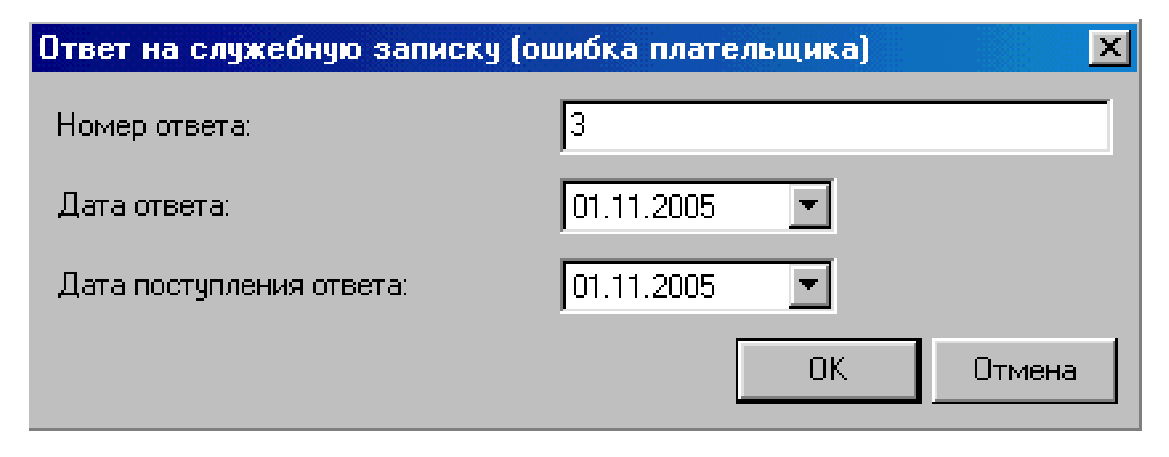 Ответ на служебную записку (ошибка плательщика)
Номер ответа: 3
Дата ответа: 01.11.2005
Дата поступления ответа: 01.11.2005
OK Отмена